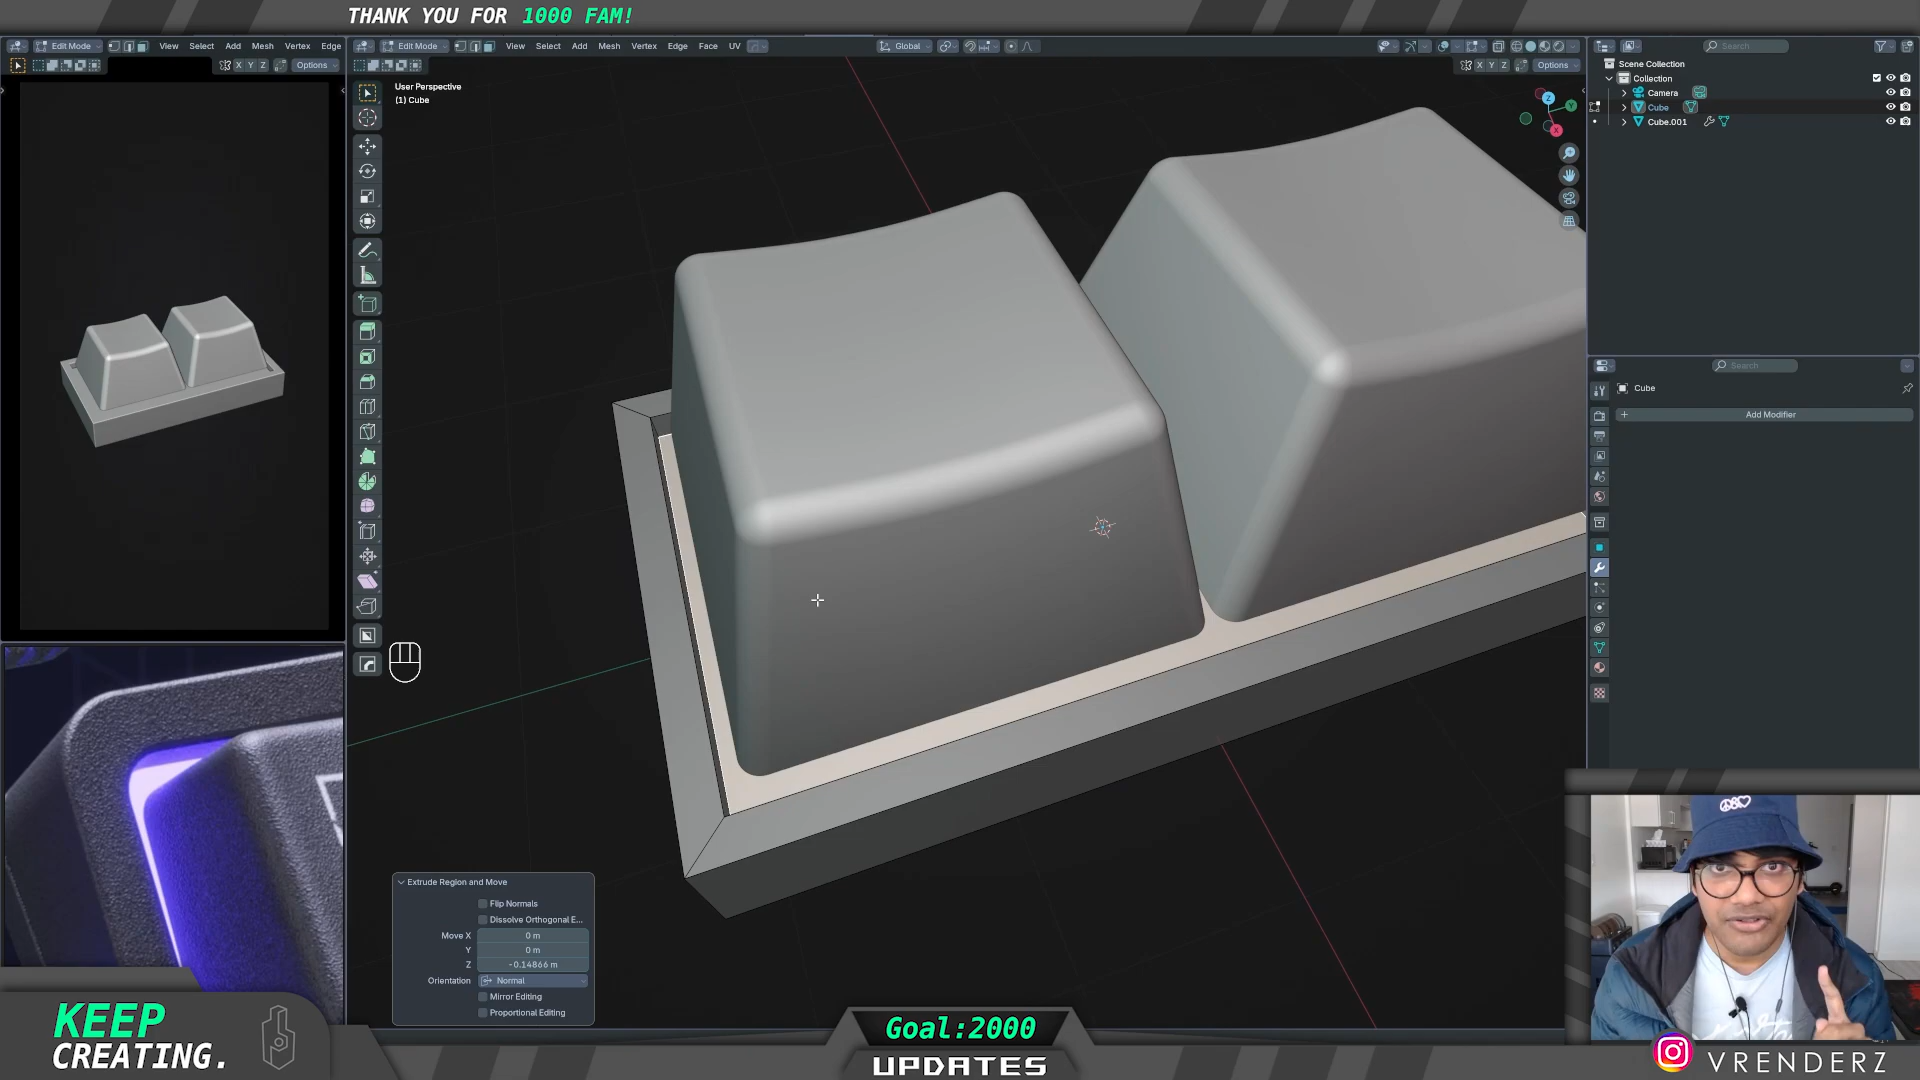 THANK YOU FOR 1000 FAM!
Edit Mode
View
Select
Add
Mesh
Vertex
Edge
X Y Z
Options
Edit Mode
View
Select
Add
Mesh
Vertex
Edge
Face
UV
Global
X Y Z
Options
User Perspective
(1) Cube
Z
Y
X
Search
Scene Collection
Collection
Camera
Cube
Cube.001
Search
Cube
Add Modifier
Extrude Region and Move
Flip Normals
Dissolve Orthogonal E...
Move X 0 m
Y 0 m
Z -0.14866 m
Orientation Normal
Mirror Editing
Proportional Editing
KEEP
CREATING.
Goal:2000
UPDATES
VRENDERZ